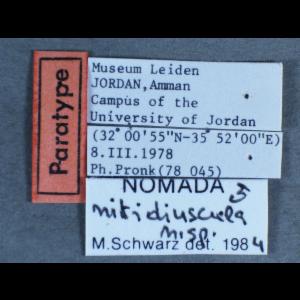 Paratype
Museum Leiden
JORDAN,Amman
Campus of the
University of Jordan
(32°00'55"N-35 52'00"E)
8.III.1978
Ph.Pronk(78 045)
NOMADA ♂
nitidiuscula
n.sp.
M.Schwarz det. 1984